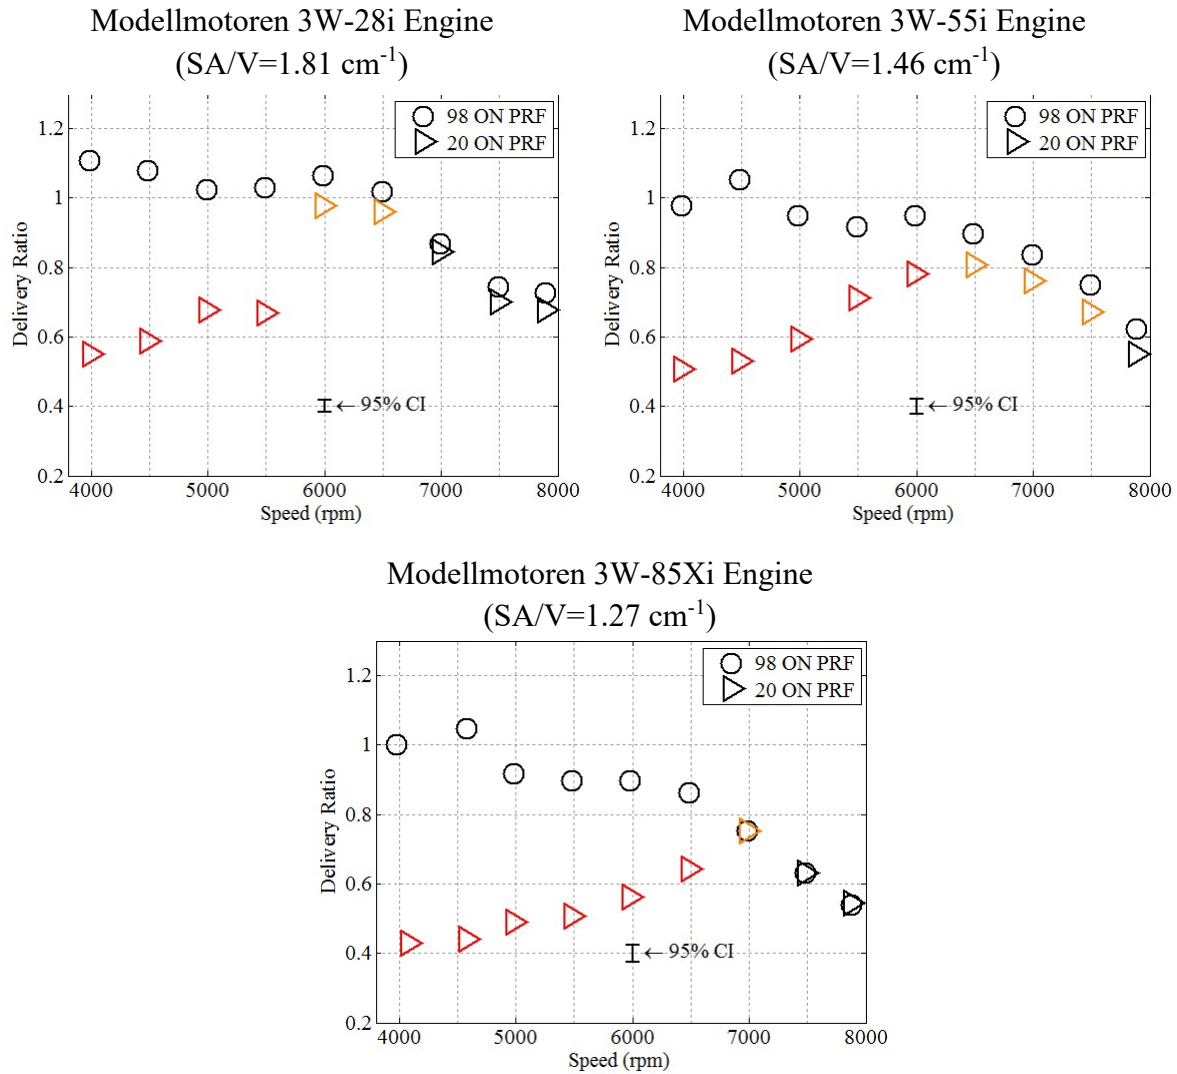 Modellmotoren 3W-28i Engine
(SA/V=1.81 cm⁻¹)
98 ON PRF
20 ON PRF
1.2
1
0.8
0.6
0.4
0.2
Delivery Ratio
← 95% CI
4000 5000 6000 7000 8000
Speed (rpm)
Modellmotoren 3W-55i Engine
(SA/V=1.46 cm⁻¹)
98 ON PRF
20 ON PRF
1.2
1
0.8
0.6
0.4
0.2
Delivery Ratio
← 95% CI
4000 5000 6000 7000 8000
Speed (rpm)
Modellmotoren 3W-85Xi Engine
(SA/V=1.27 cm⁻¹)
98 ON PRF
20 ON PRF
1.2
1
0.8
0.6
0.4
0.2
Delivery Ratio
← 95% CI
4000 5000 6000 7000 8000
Speed (rpm)